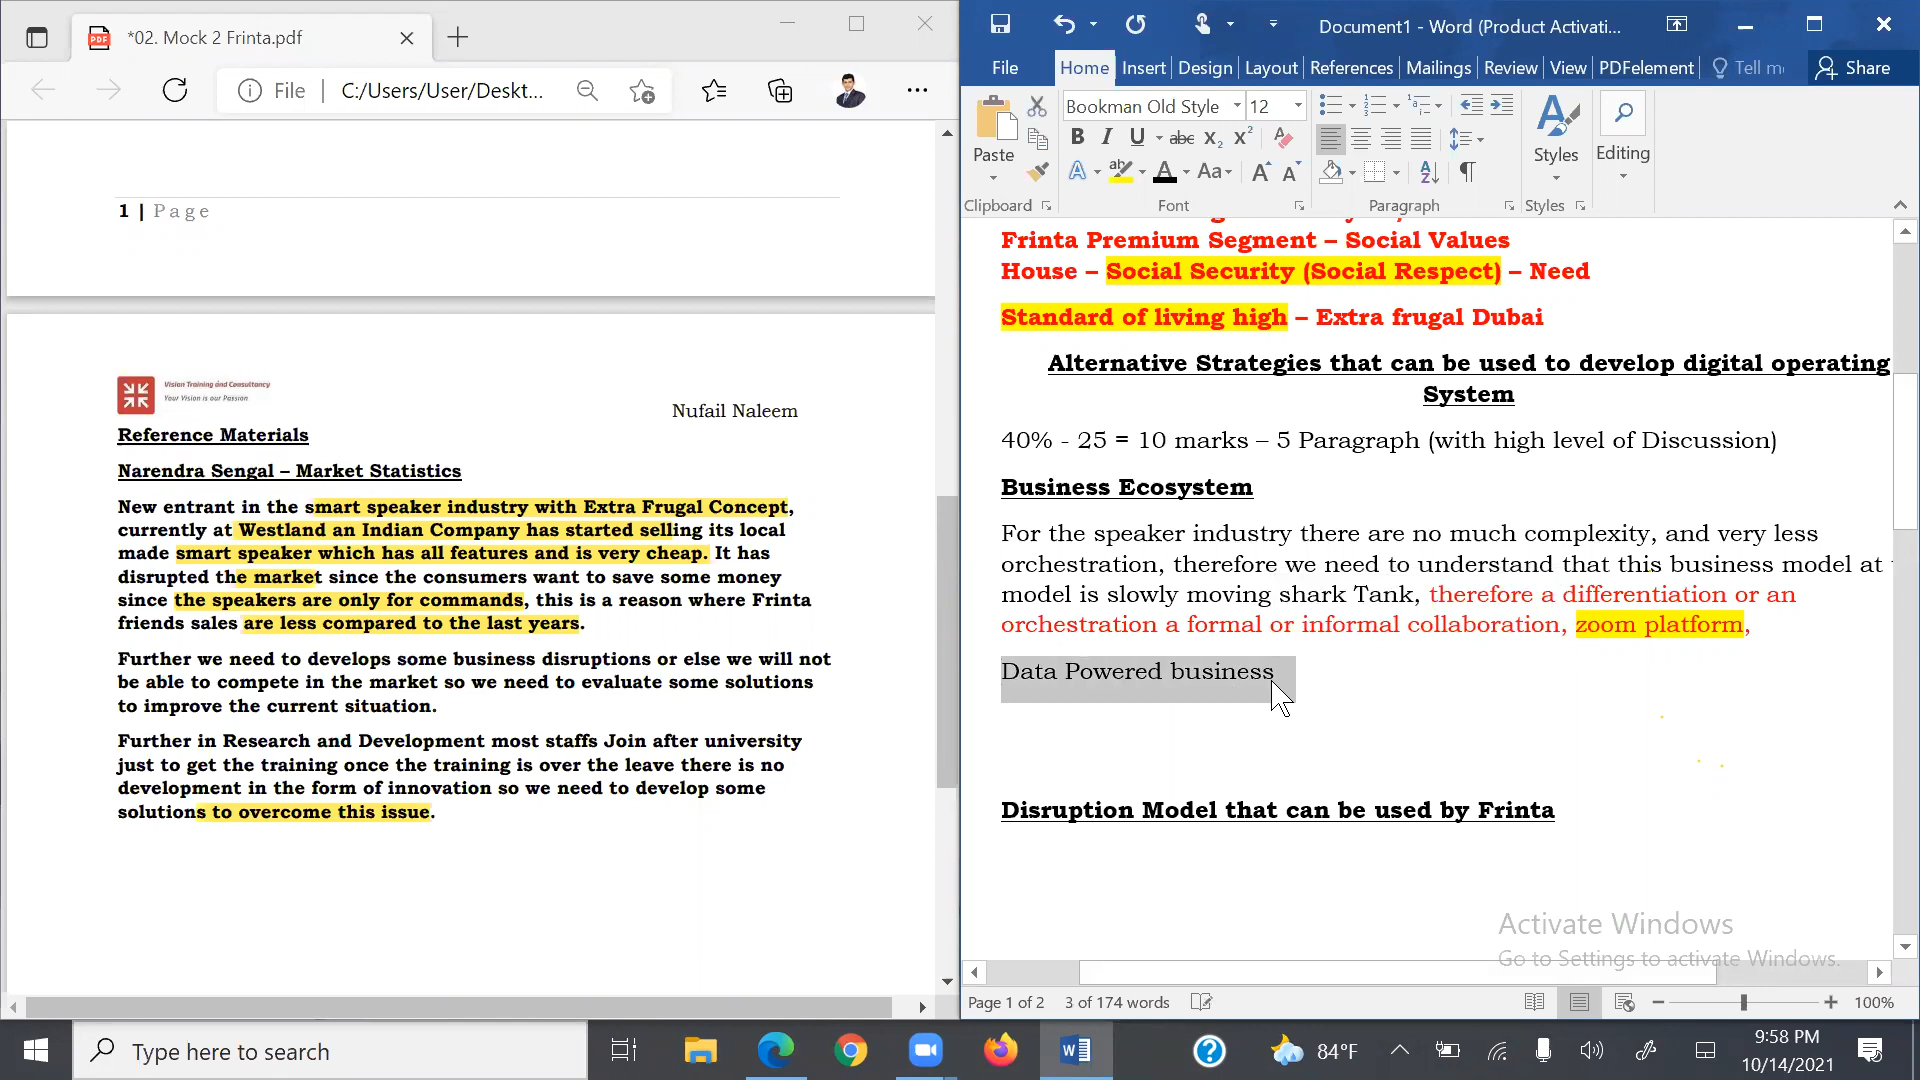 *02. Mock 2 Frinta.pdf
File
C:/Users/User/Deskt...
1 | Page
Vision Training and Consultancy
Your Vision is our Passion
Nufail Naleem
Reference Materials
Narendra Sengal – Market Statistics
New entrant in the smart speaker industry with Extra Frugal Concept,
currently at Westland an Indian Company has started selling its local
made smart speaker which has all features and is very cheap. It has
disrupted the market since the consumers want to save some money
since the speakers are only for commands, this is a reason where Frinta
friends sales are less compared to the last years.
Further we need to develops some business disruptions or else we will not
be able to compete in the market so we need to evaluate some solutions
to improve the current situation.
Further in Research and Development most staffs Join after university
just to get the training once the training is over the leave there is no
development in the form of innovation so we need to develop some
solutions to overcome this issue.
Document1 - Word (Product Activati...
File Home Insert Design Layout References Mailings Review View PDFelement Tell me Share
Paste
Bookman Old Style 12
Styles
Editing
Clipboard Font Paragraph Styles
Frinta Premium Segment – Social Values
House – Social Security (Social Respect) – Need
Standard of living high – Extra frugal Dubai
Alternative Strategies that can be used to develop digital operating
System
40% - 25 = 10 marks – 5 Paragraph (with high level of Discussion)
Business Ecosystem
For the speaker industry there are no much complexity, and very less
orchestration, therefore we need to understand that this business model at
model is slowly moving shark Tank, therefore a differentiation or an
orchestration a formal or informal collaboration, zoom platform,
Data Powered business
Disruption Model that can be used by Frinta
Activate Windows
Go to Settings to activate Windows.
Page 1 of 2 3 of 174 words
100%
Type here to search
84°F
9:58 PM
10/14/2021